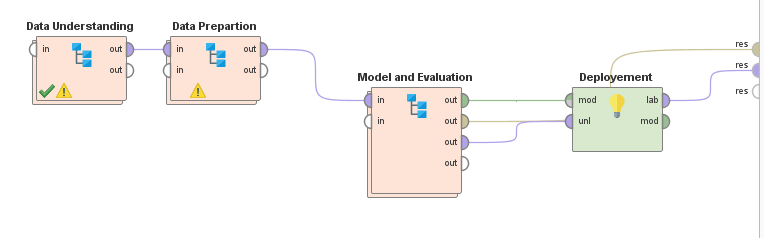 Data Understanding
in out
out
Data Prepartion
in out
in out
Model and Evaluation
in out
in out
out
out
Deployement
mod lab
unl mod
res
res
res